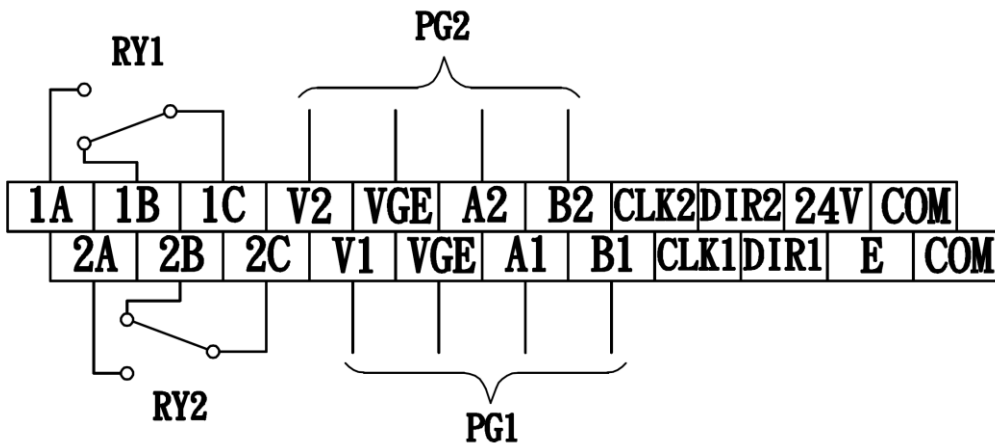 PG2
RY1
1A 1B 1C V2 VGE A2 B2 CLK2 DIR2 24V COM
2A 2B 2C V1 VGE A1 B1 CLK1 DIR1 E COM
RY2
PG1